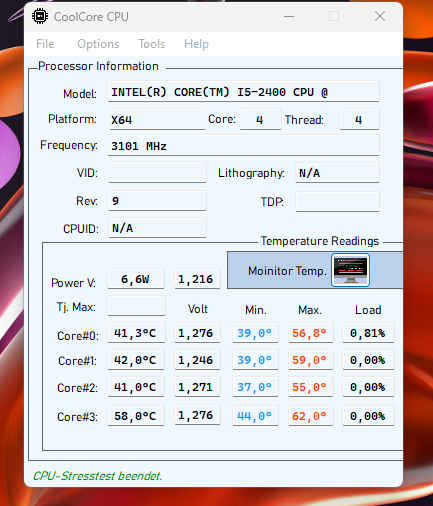 CoolCore CPU
File Options Tools Help
Processor Information
Model: INTEL(R) CORE(TM) I5-2400 CPU @
Platform: X64 Core: 4 Thread: 4
Frequency: 3101 MHz
VID: Lithography: N/A
Rev: 9 TDP:
CPUID: N/A
Temperature Readings
Moinitor Temp.
Power V: 6,6W 1,216
Tj. Max: Volt Min. Max. Load
Core#0: 41,3°C 1,276 39,0° 56,8° 0,81%
Core#1: 42,0°C 1,246 39,0° 59,0° 0,00%
Core#2: 41,0°C 1,271 37,0° 55,0° 0,00%
Core#3: 58,0°C 1,276 44,0° 62,0° 0,00%
CPU-Stresstest beendet.